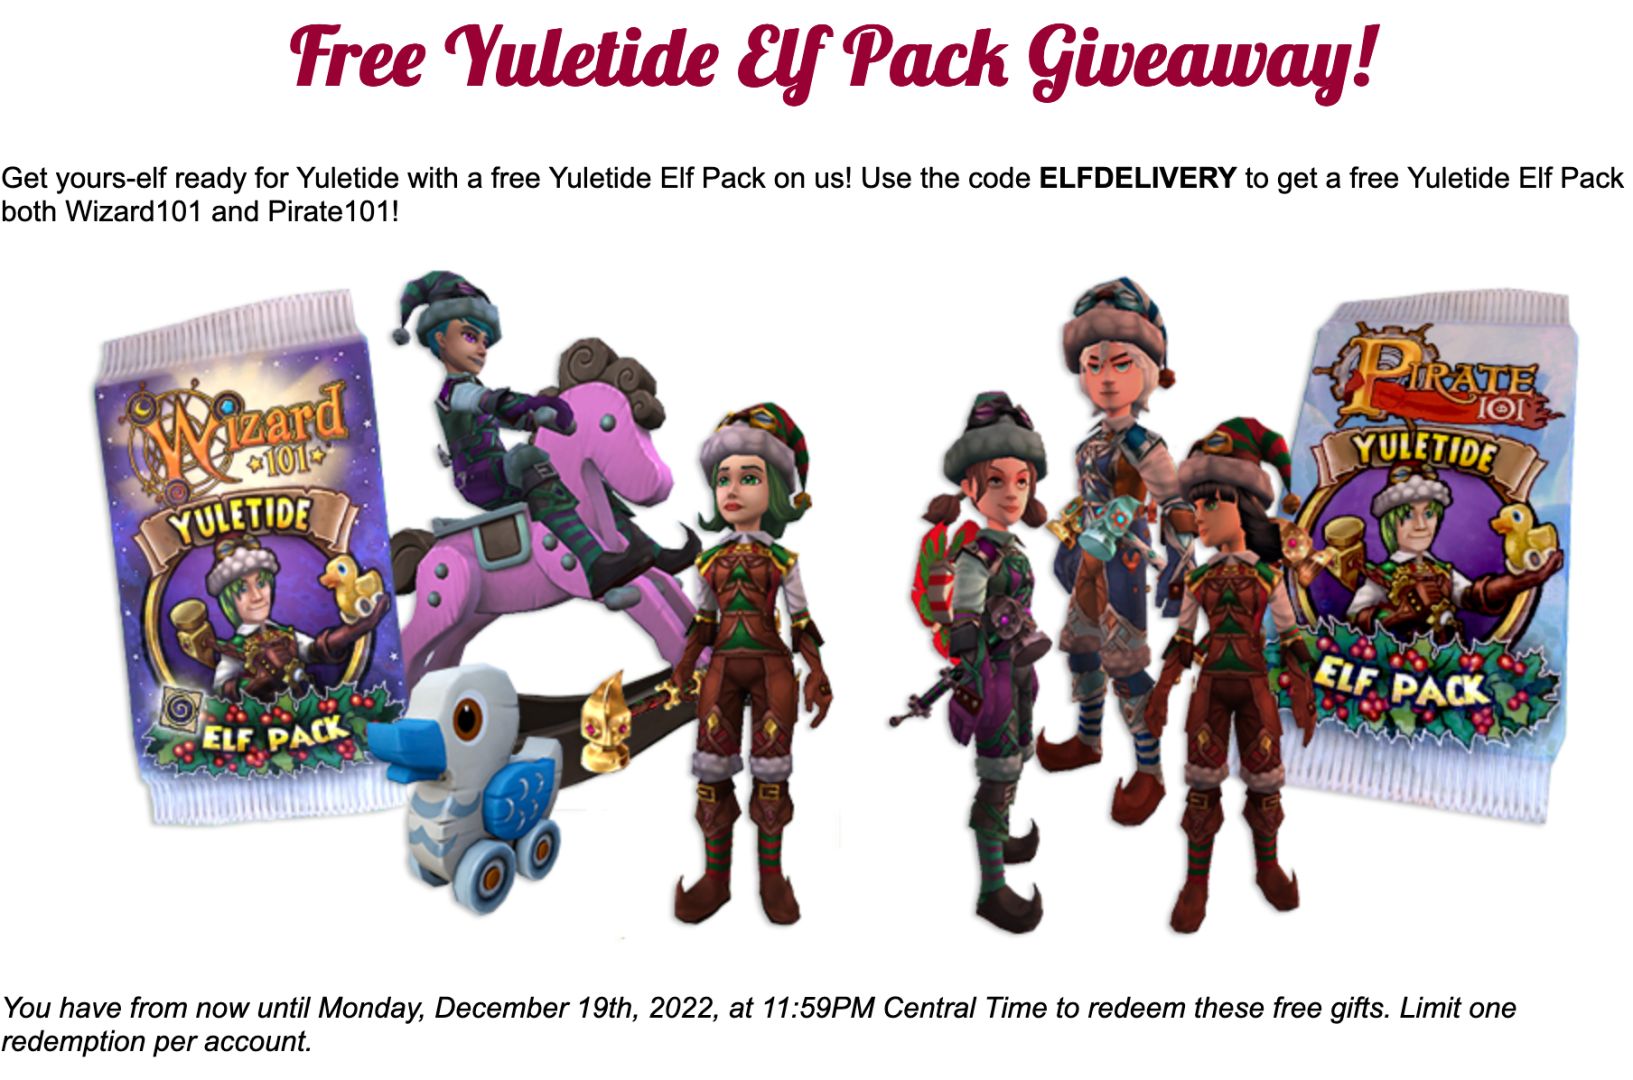 Free Yuletide Elf Pack Giveaway!
Get yours-elf ready for Yuletide with a free Yuletide Elf Pack on us! Use the code ELFDELIVERY to get a free Yuletide Elf Pack
both Wizard101 and Pirate101!
Wizard
101
YULETIDE
ELF PACK
PIRATE
101
YULETIDE
ELF PACK
You have from now until Monday, December 19th, 2022, at 11:59PM Central Time to redeem these free gifts. Limit one
redemption per account.